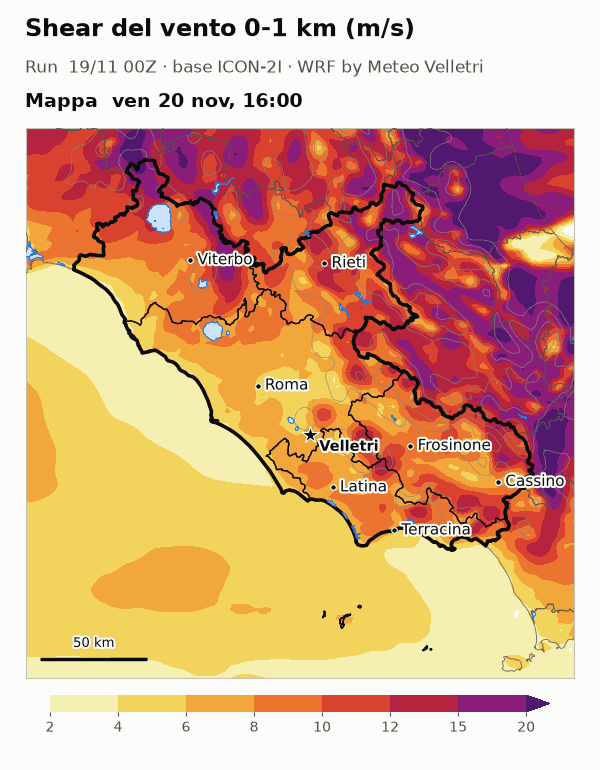 Shear del vento 0-1 km (m/s)
Run  19/11 00Z · base ICON-2I · WRF by Meteo Velletri
Mappa  ven 20 nov, 16:00
Viterbo
Rieti
Roma
Velletri
Frosinone
Cassino
Latina
Terracina
50 km
2 4 6 8 10 12 15 20